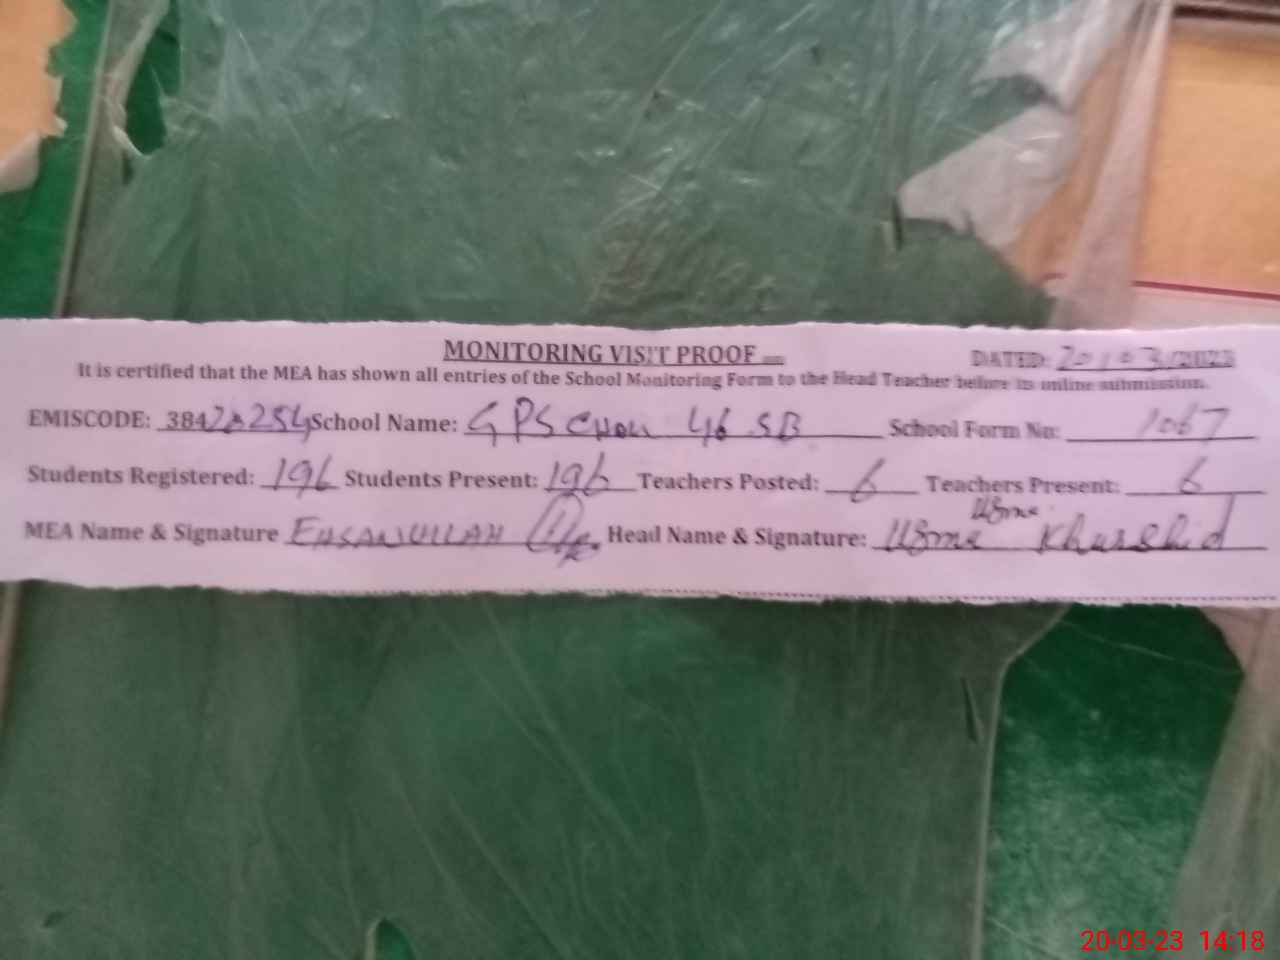 MONITORING VISIT PROOF DATED: 20/03/2023
It is certified that the MEA has shown all entries of the School Monitoring Form to the Head Teacher before its online submission.
EMISCODE: 384 254 School Name: GPS 46 SB School Form No: 1067
Students Registered: 196 Students Present: 196 Teachers Posted: 6 Teachers Present: 6
MEA Name & Signature EHSANULLAH Head Name & Signature: Khurshid
20-03-23 14:18